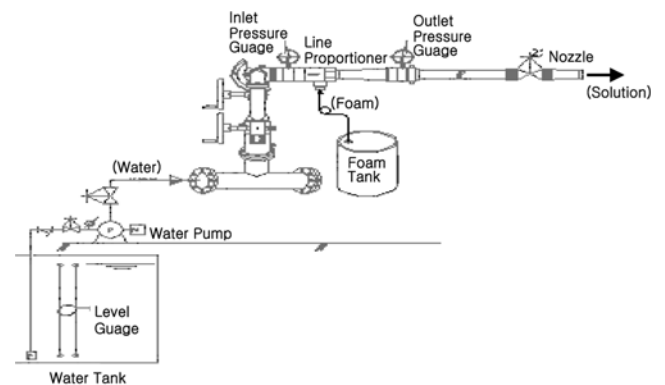 Inlet
Pressure
Guage
Line
Proportioner
Outlet
Pressure
Guage
Nozzle
(Solution)
(Foam)
Foam
Tank
(Water)
P
Water Pump
Level
Guage
Water Tank